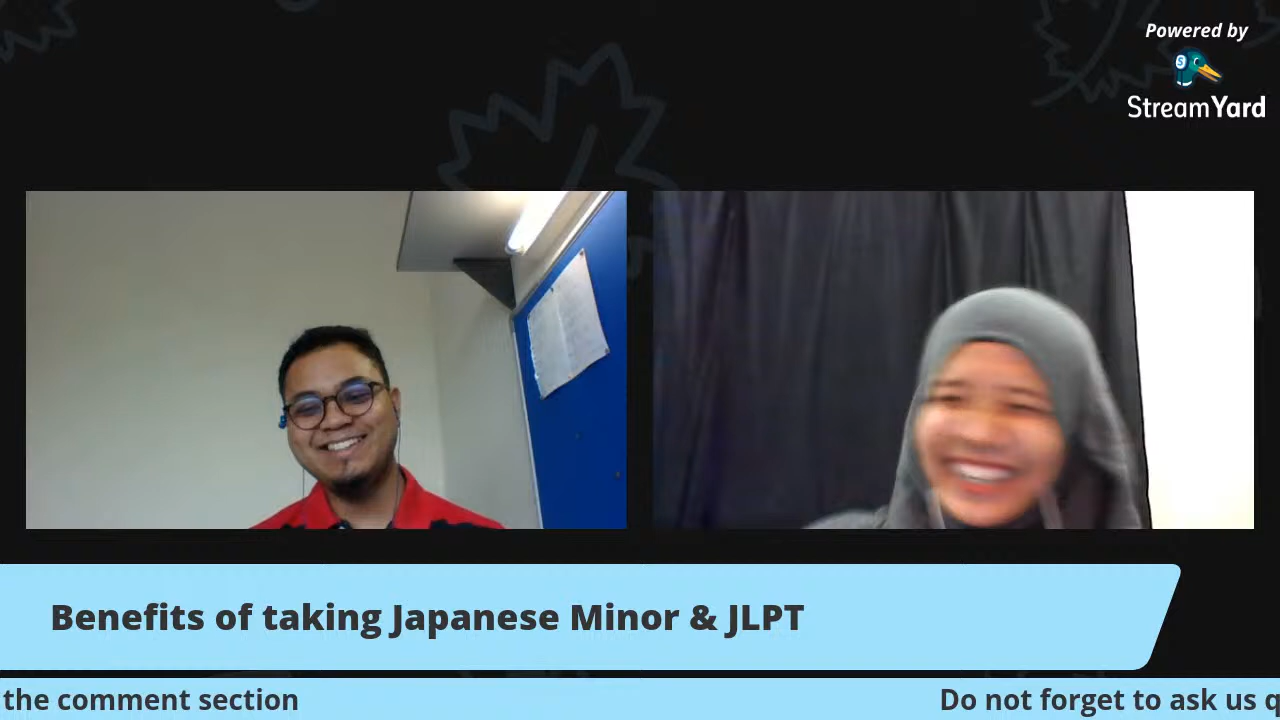 Powered by
StreamYard
Benefits of taking Japanese Minor & JLPT
the comment section
Do not forget to ask us q